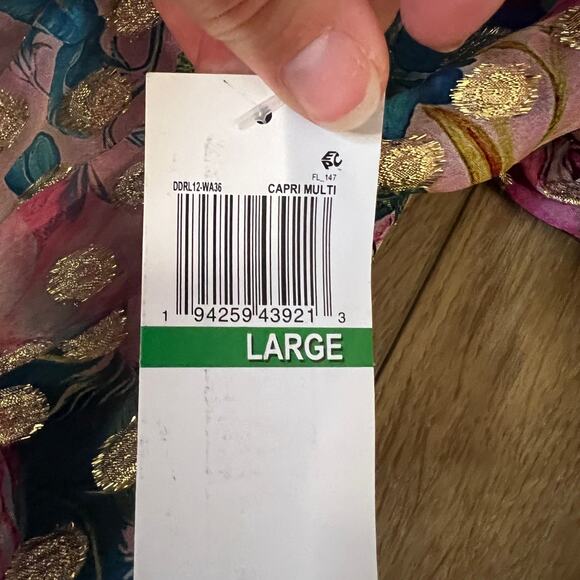 FL_147
DDRL12-WA36 CAPRI MULTI
1 94259 43921 3
LARGE